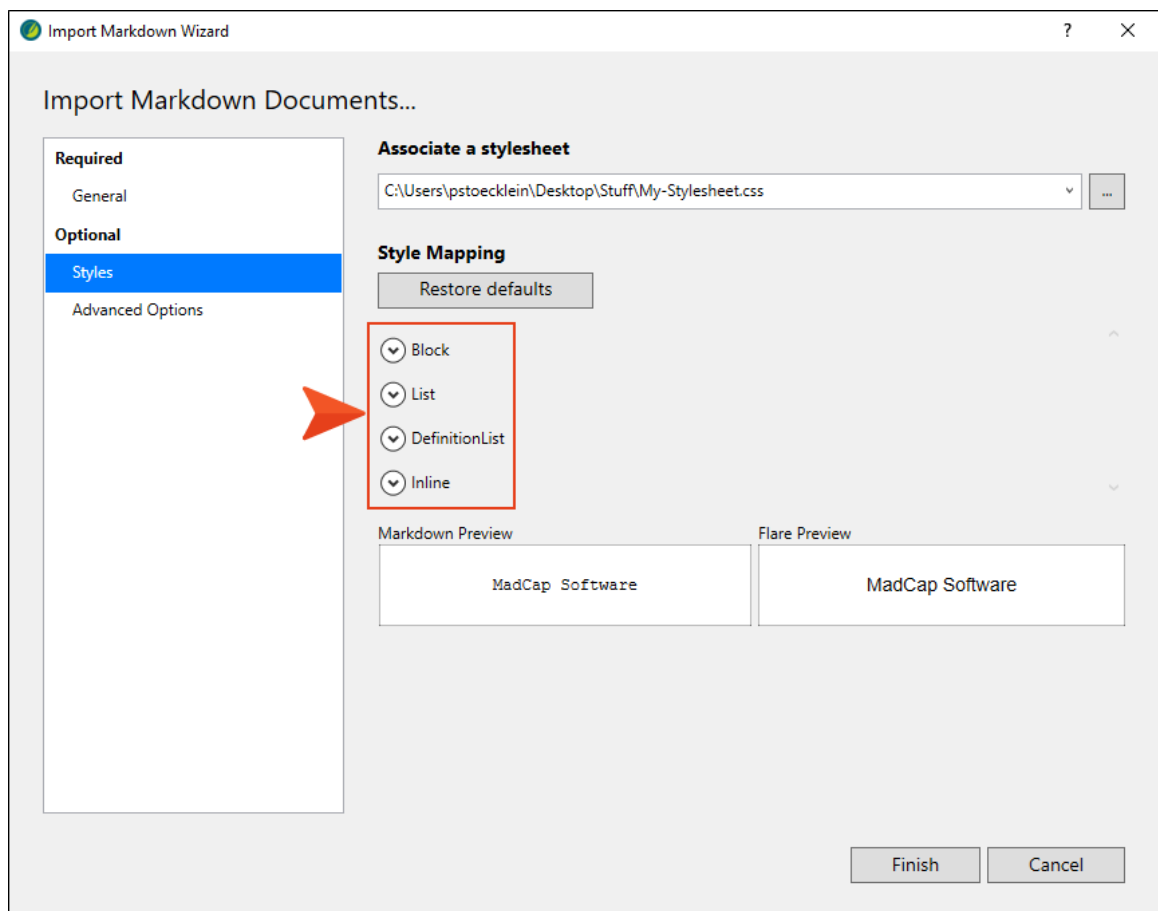 Import Markdown Wizard
?
Import Markdown Documents...
Required
General
Optional
Styles
Advanced Options
Associate a stylesheet
C:\Users\pstoecklein\Desktop\Stuff\My-Stylesheet.css
...
Style Mapping
Restore defaults
Block
List
DefinitionList
Inline
Markdown Preview
Flare Preview
MadCap Software
MadCap Software
Finish
Cancel